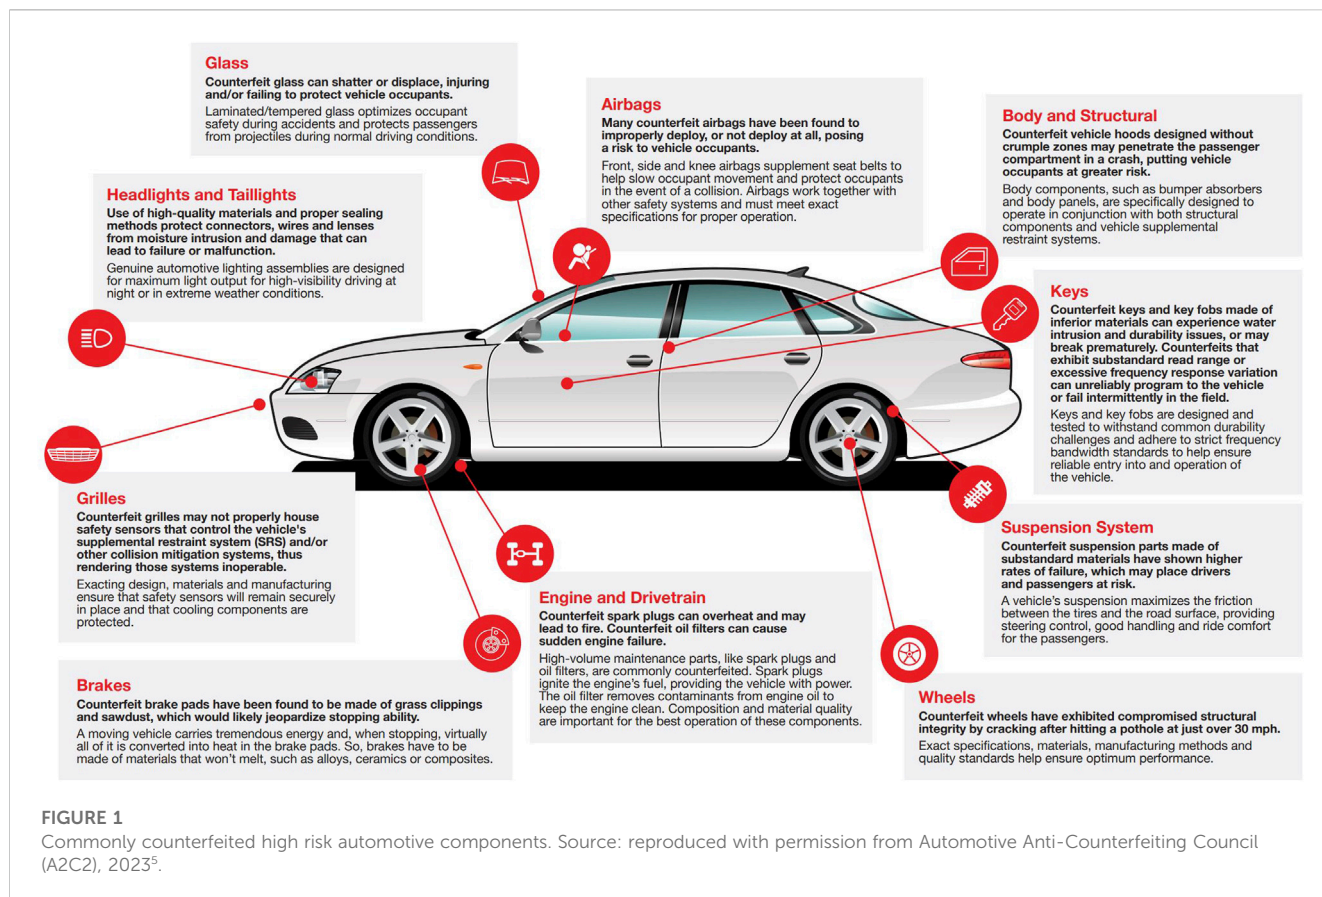 Glass
Counterfeit glass can shatter or displace, injuring
and/or failing to protect vehicle occupants.
Laminated/tempered glass optimizes occupant
safety during accidents and protects passengers
from projectiles during normal driving conditions.
Airbags
Many counterfeit airbags have been found to
improperly deploy, or not deploy at all, posing
a risk to vehicle occupants.
Front, side and knee airbags supplement seat belts to
help slow occupant movement and protect occupants
in the event of a collision. Airbags work together with
other safety systems and must meet exact
specifications for proper operation.
Body and Structural
Counterfeit vehicle hoods designed without
crumple zones may penetrate the passenger
compartment in a crash, putting vehicle
occupants at greater risk.
Body components, such as bumper absorbers
and body panels, are specifically designed to
operate in conjunction with both structural
components and vehicle supplemental
restraint systems.
Headlights and Taillights
Use of high-quality materials and proper sealing
methods protect connectors, wires and lenses
from moisture intrusion and damage that can
lead to failure or malfunction.
Genuine automotive lighting assemblies are designed
for maximum light output for high-visibility driving at
night or in extreme weather conditions.
Keys
Counterfeit keys and key fobs made of
inferior materials can experience water
intrusion and durability issues, or may
break prematurely. Counterfeits that
exhibit substandard read range or
excessive frequency response variation
can unreliably program to the vehicle
or fail intermittently in the field.
Keys and key fobs are designed and
tested to withstand common durability
challenges and adhere to strict frequency
bandwidth standards to help ensure
reliable entry into and operation of
the vehicle.
Grilles
Counterfeit grilles may not properly house
safety sensors that control the vehicle's
supplemental restraint system (SRS) and/or
other collision mitigation systems, thus
rendering those systems inoperable.
Exacting design, materials and manufacturing
ensure that safety sensors will remain securely
in place and that cooling components are
protected.
Suspension System
Counterfeit suspension parts made of
substandard materials have shown higher
rates of failure, which may place drivers
and passengers at risk.
A vehicle's suspension maximizes the friction
between the tires and the road surface, providing
steering control, good handling and ride comfort
for the passengers.
Engine and Drivetrain
Counterfeit spark plugs can overheat and may
lead to fire. Counterfeit oil filters can cause
sudden engine failure.
High-volume maintenance parts, like spark plugs and
oil filters, are commonly counterfeited. Spark plugs
ignite the engine's fuel, providing the vehicle with power.
The oil filter removes contaminants from engine oil to
keep the engine clean. Composition and material quality
are important for the best operation of these components.
Brakes
Counterfeit brake pads have been found to be made of grass clippings
and sawdust, which would likely jeopardize stopping ability.
A moving vehicle carries tremendous energy and, when stopping, virtually
all of it is converted into heat in the brake pads. So, brakes have to be
made of materials that won't melt, such as alloys, ceramics or composites.
Wheels
Counterfeit wheels have exhibited compromised structural
integrity by cracking after hitting a pothole at just over 30 mph.
Exact specifications, materials, manufacturing methods and
quality standards help ensure optimum performance.
FIGURE 1
Commonly counterfeited high risk automotive components. Source: reproduced with permission from Automotive Anti-Counterfeiting Council
(A2C2), 2023⁵.